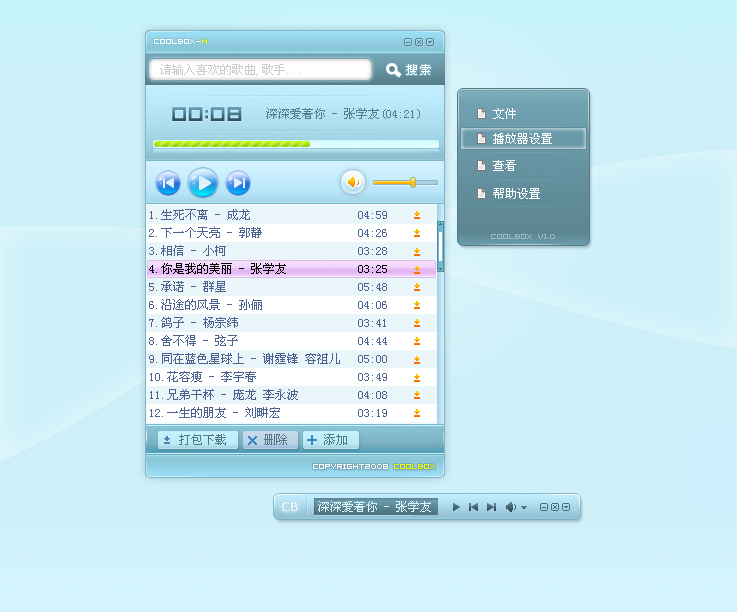 COOLBOX-M
请输入喜欢的歌曲,歌手...
搜索
00:08
深深爱着你 - 张学友(04:21)
1.生死不离 - 成龙 04:59
2.下一个天亮 - 郭静 04:26
3.相信 - 小柯 03:28
4.你是我的美丽 - 张学友 03:25
5.承诺 - 群星 05:48
6.沿途的风景 - 孙俪 04:06
7.鸽子 - 杨宗纬 03:41
8.舍不得 - 弦子 04:44
9.同在蓝色星球上 - 谢霆锋 容祖儿 05:00
10.花容瘦 - 李宇春 03:49
11.兄弟干杯 - 庞龙 李永波 04:08
12.一生的朋友 - 刘畊宏 03:19
打包下载 删除 添加
COPYRIGHT2008 COOLBOX
文件
播放器设置
查看
帮助设置
COOLBOX V1.0
CB 深深爱着你 - 张学友